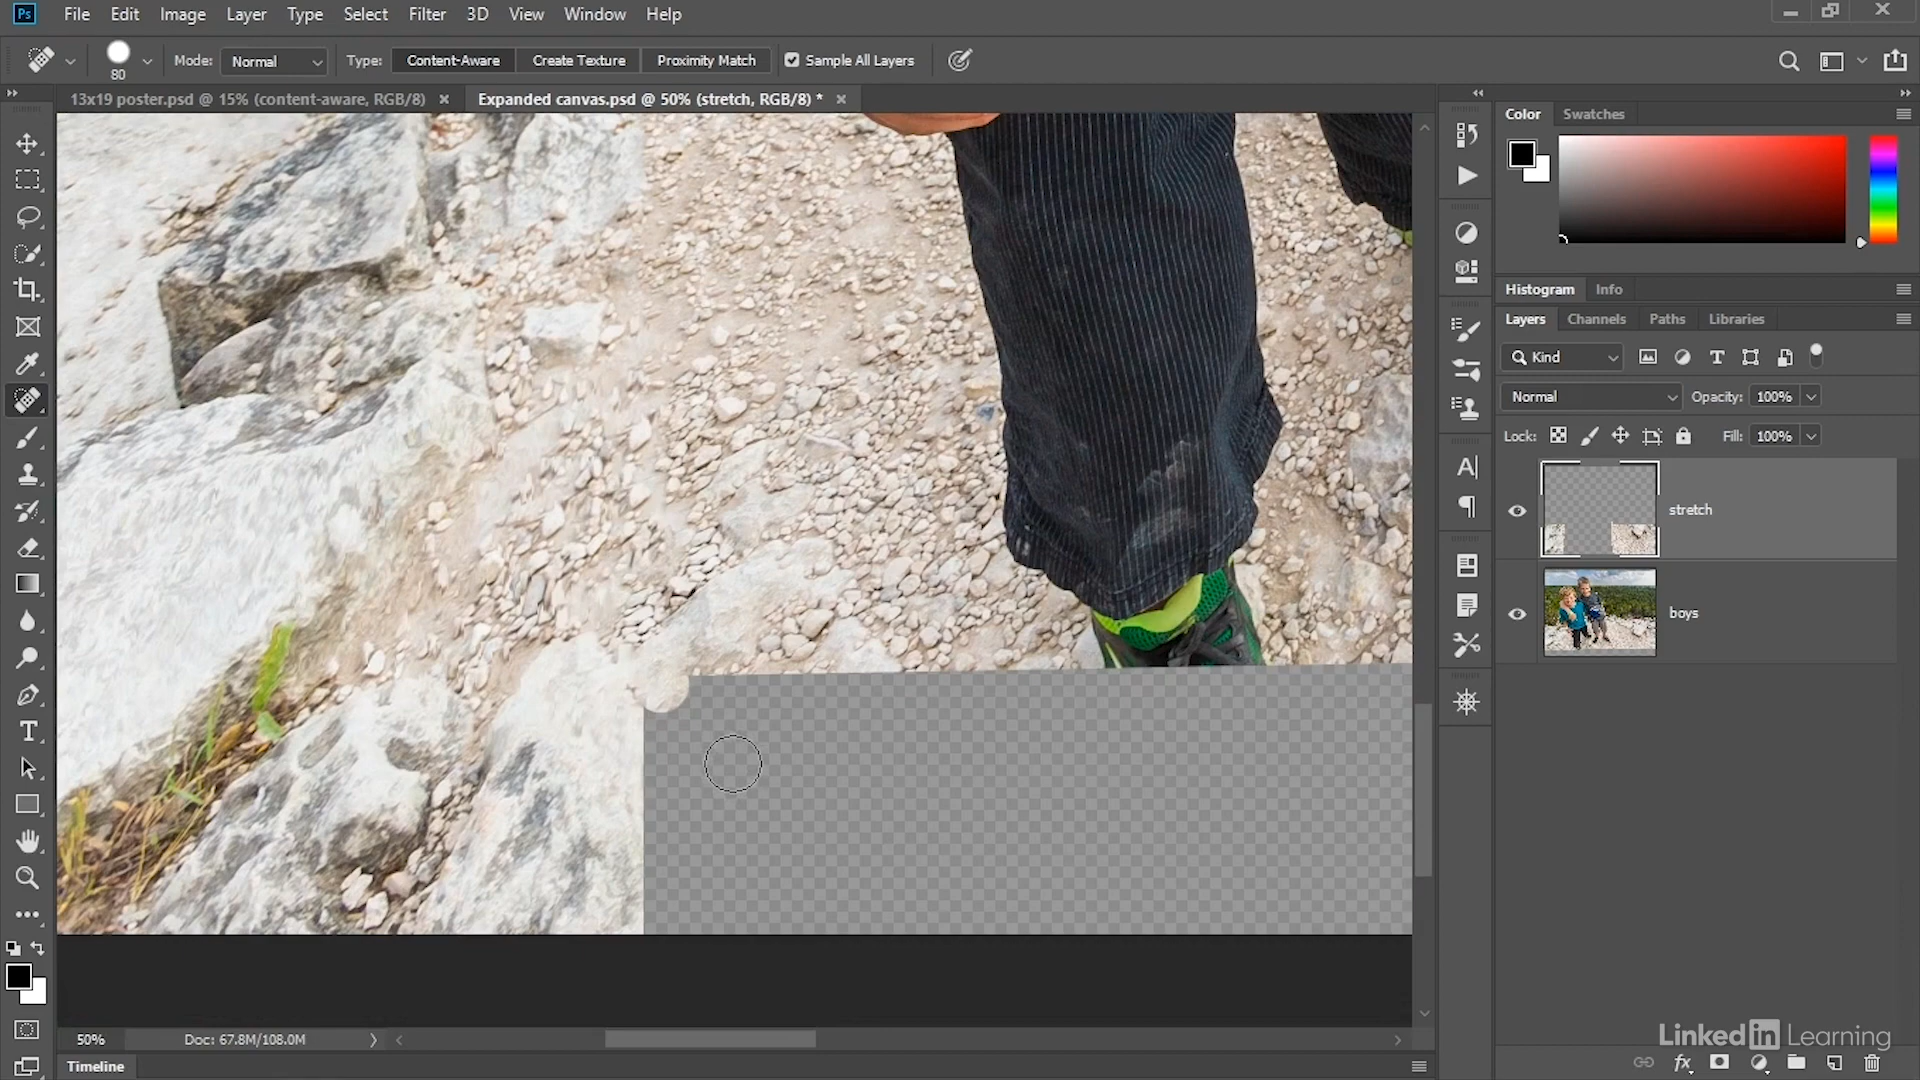 Ps File Edit Image Layer Type Select Filter 3D View Window Help
80 Mode: Normal Type: Content-Aware Create Texture Proximity Match Sample All Layers
13x19 poster.psd @ 15% (content-aware, RGB/8) × Expanded canvas.psd @ 50% (stretch, RGB/8) * ×
Color Swatches
Histogram Info
Layers Channels Paths Libraries
Kind
Normal Opacity: 100%
Lock: Fill: 100%
stretch
boys
50% Doc: 67.8M/108.0M
LinkedIn Learning
Timeline